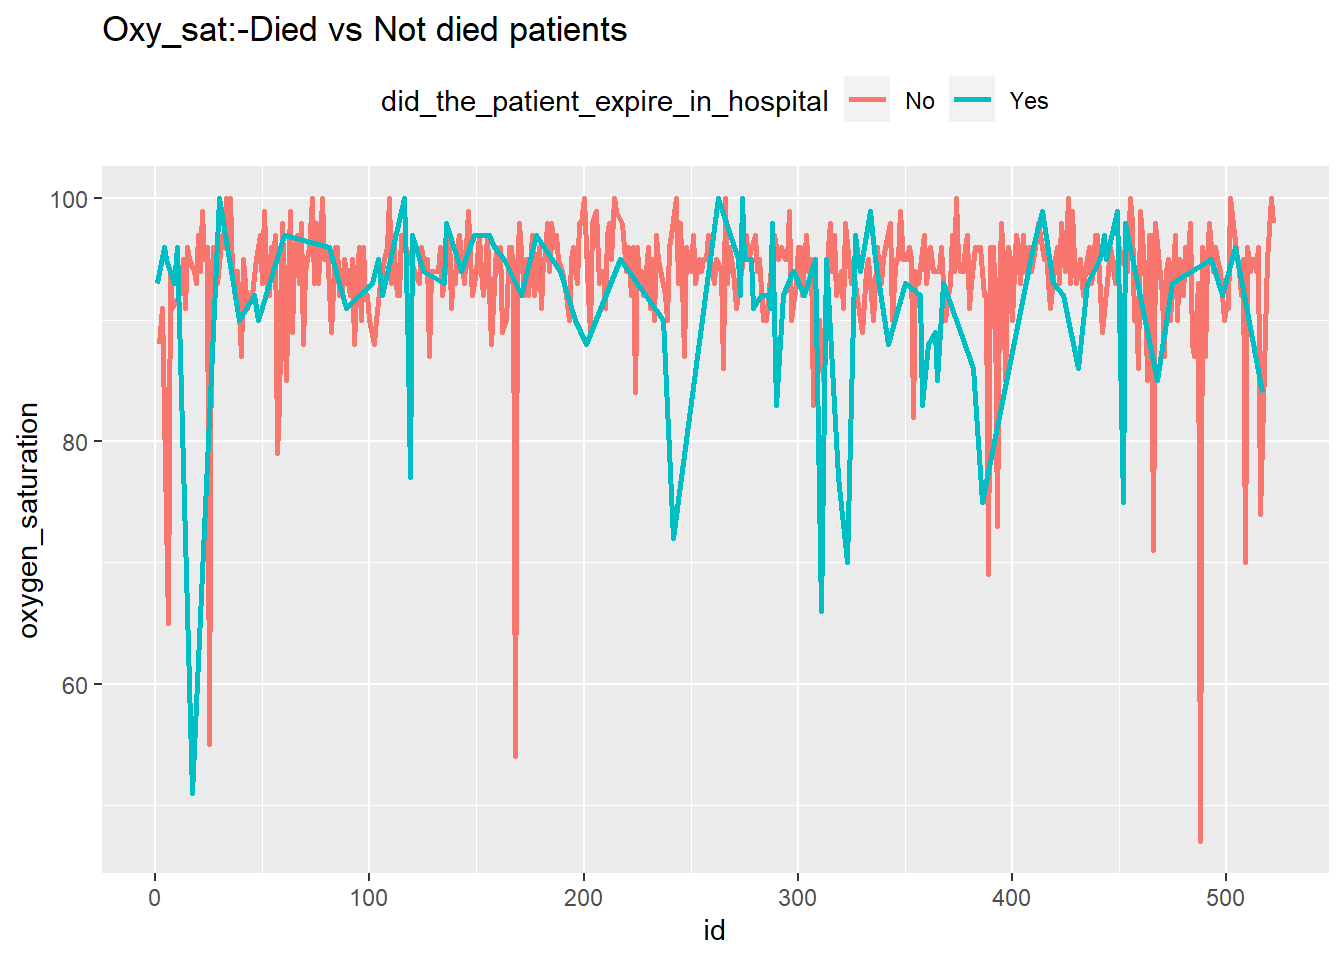 Oxy_sat:-Died vs Not died patients
did_the_patient_expire_in_hospital No Yes
100
80
60
oxygen_saturation
0 100 200 300 400 500
id